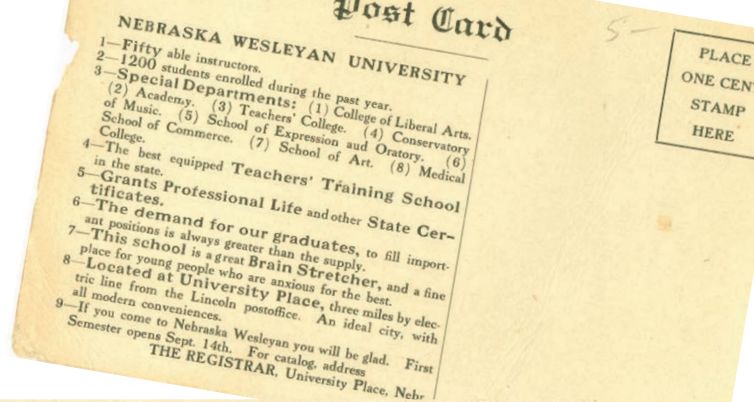 Post Card
5-
PLACE
ONE CEN
STAMP
HERE
NEBRASKA WESLEYAN UNIVERSITY
1—Fifty able instructors.
2—1200 students enrolled during the past year.
3—Special Departments: (1) College of Liberal Arts.
(2) Academy. (3) Teachers' College. (4) Conservatory
of Music. (5) School of Expression aud Oratory. (6)
School of Commerce. (7) School of Art. (8) Medical
College.
4—The best equipped Teachers' Training School
in the state.
5—Grants Professional Life and other State Cer-
tificates.
6—The demand for our graduates, to fill import-
ant positions is always greater than the supply.
7—This school is a great Brain Stretcher, and a fine
place for young people who are anxious for the best.
8—Located at University Place, three miles by elec-
tric line from the Lincoln postoffice. An ideal city, with
all modern conveniences.
9—If you come to Nebraska Wesleyan you will be glad. First
Semester opens Sept. 14th. For catalog, address
THE REGISTRAR, University Place, Nebr